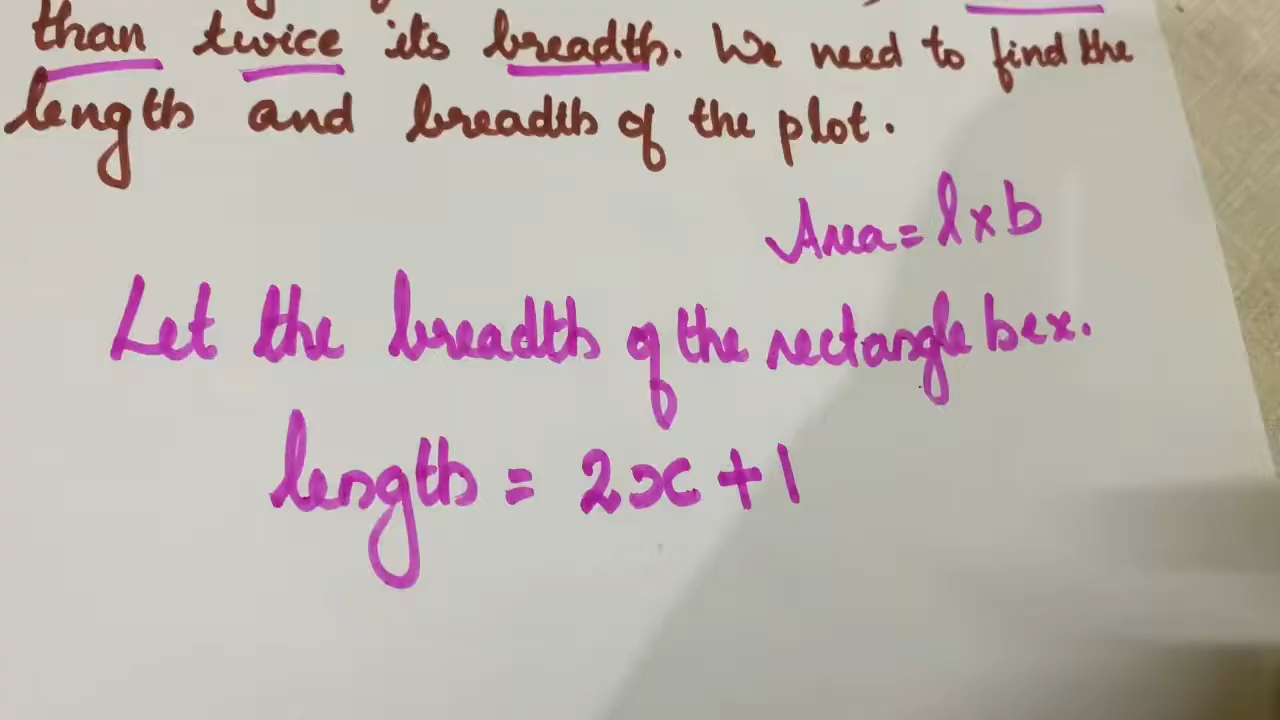 than twice its breadth. We need to find the
length and breadth of the plot.
Area = l x b
Let the breadth of the rectangle be x.
length = 2x + 1